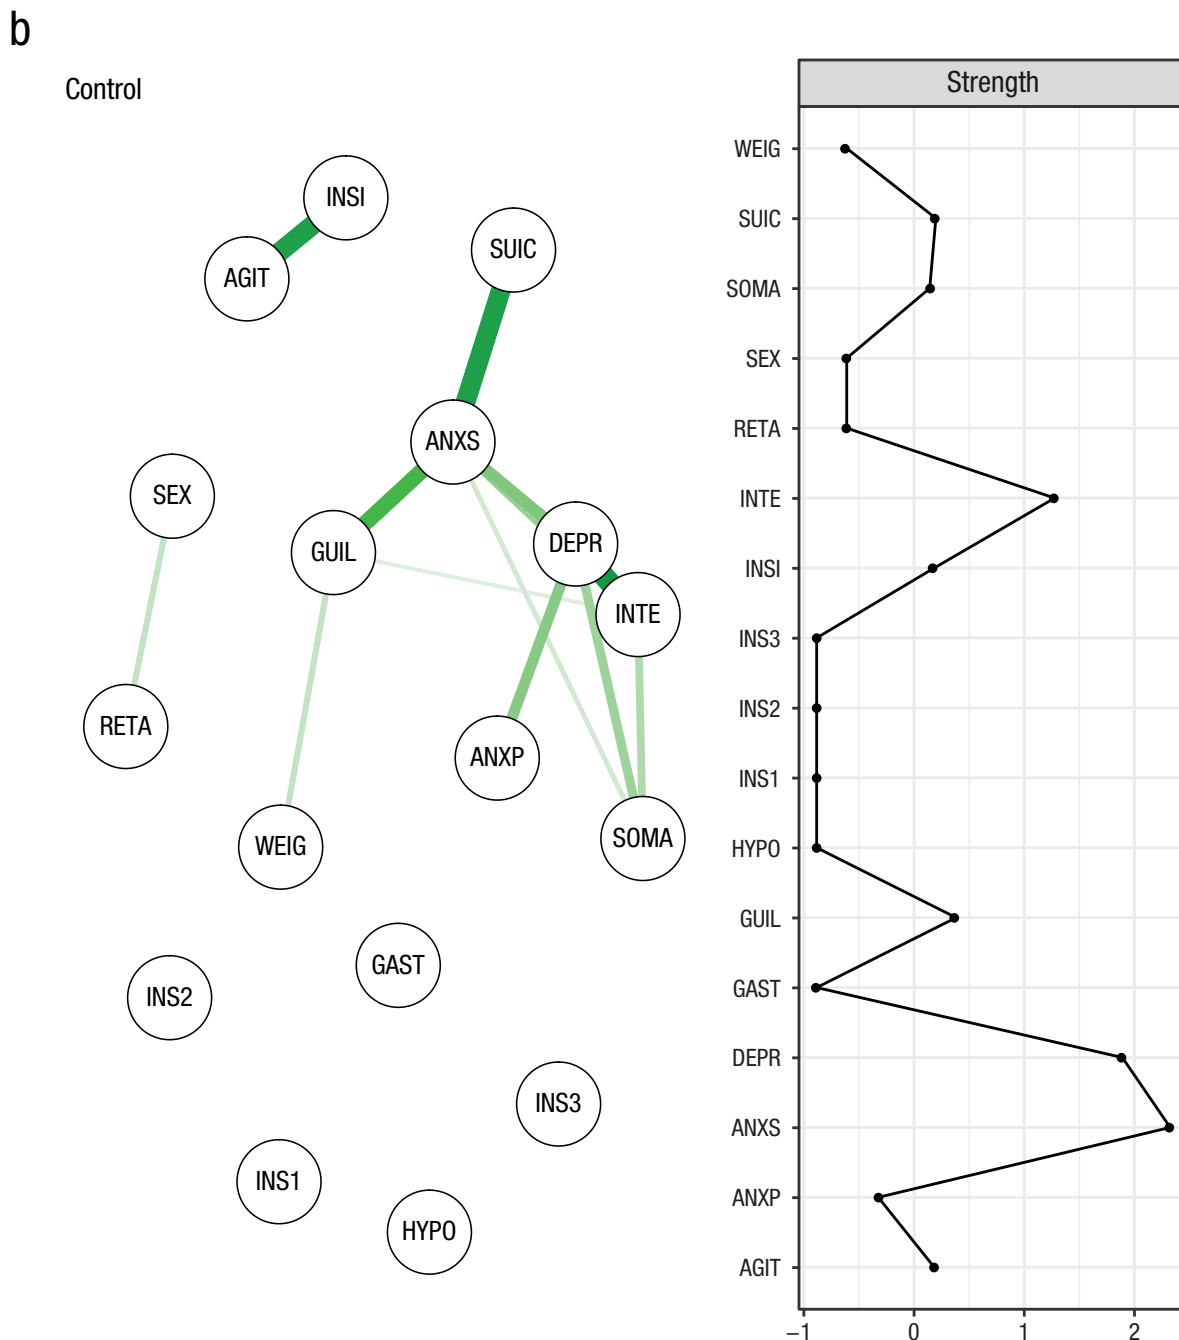 b
Control
INSI
AGIT
SUIC
ANXS
SEX
GUIL
DEPR
INTE
RETA
ANXP
WEIG
SOMA
GAST
INS2
INS3
INS1
HYPO
Strength
WEIG
SUIC
SOMA
SEX
RETA
INTE
INSI
INS3
INS2
INS1
HYPO
GUIL
GAST
DEPR
ANXS
ANXP
AGIT
−1 0 1 2